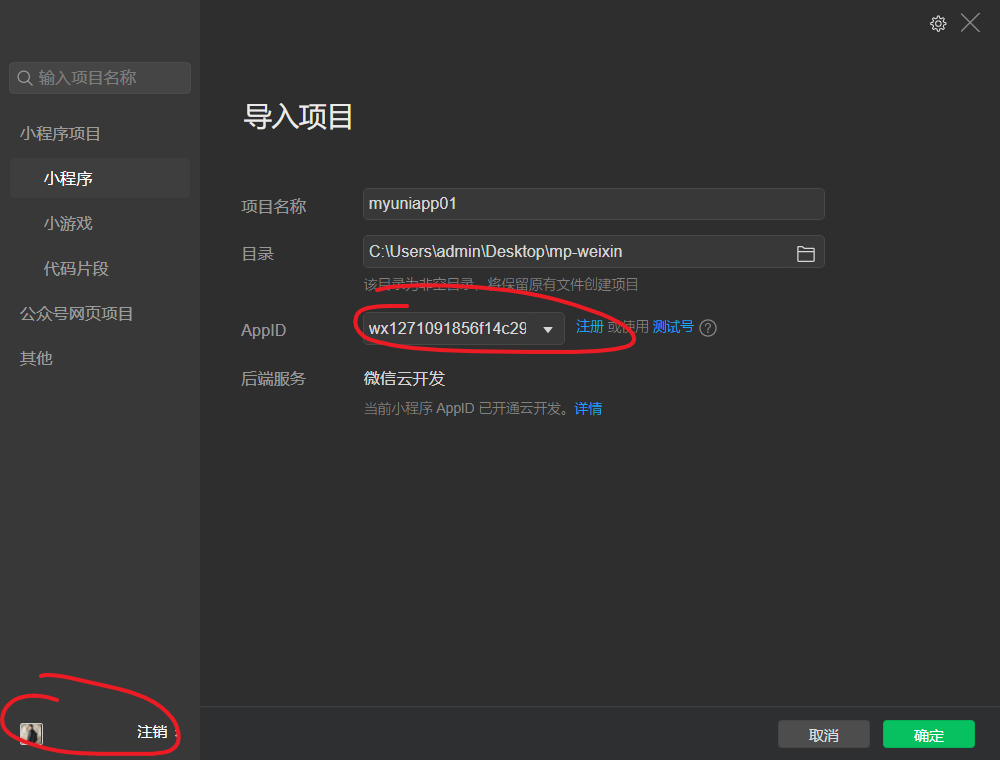 输入项目名称
小程序项目
小程序
小游戏
代码片段
公众号网页项目
其他
注销
导入项目
项目名称 myuniapp01
目录 C:\Users\admin\Desktop\mp-weixin
该目录为非空目录，将保留原有文件创建项目
AppID wx1271091856f14c29 注册 或使用 测试号 ?
后端服务 微信云开发
当前小程序 AppID 已开通云开发。详情
取消 确定